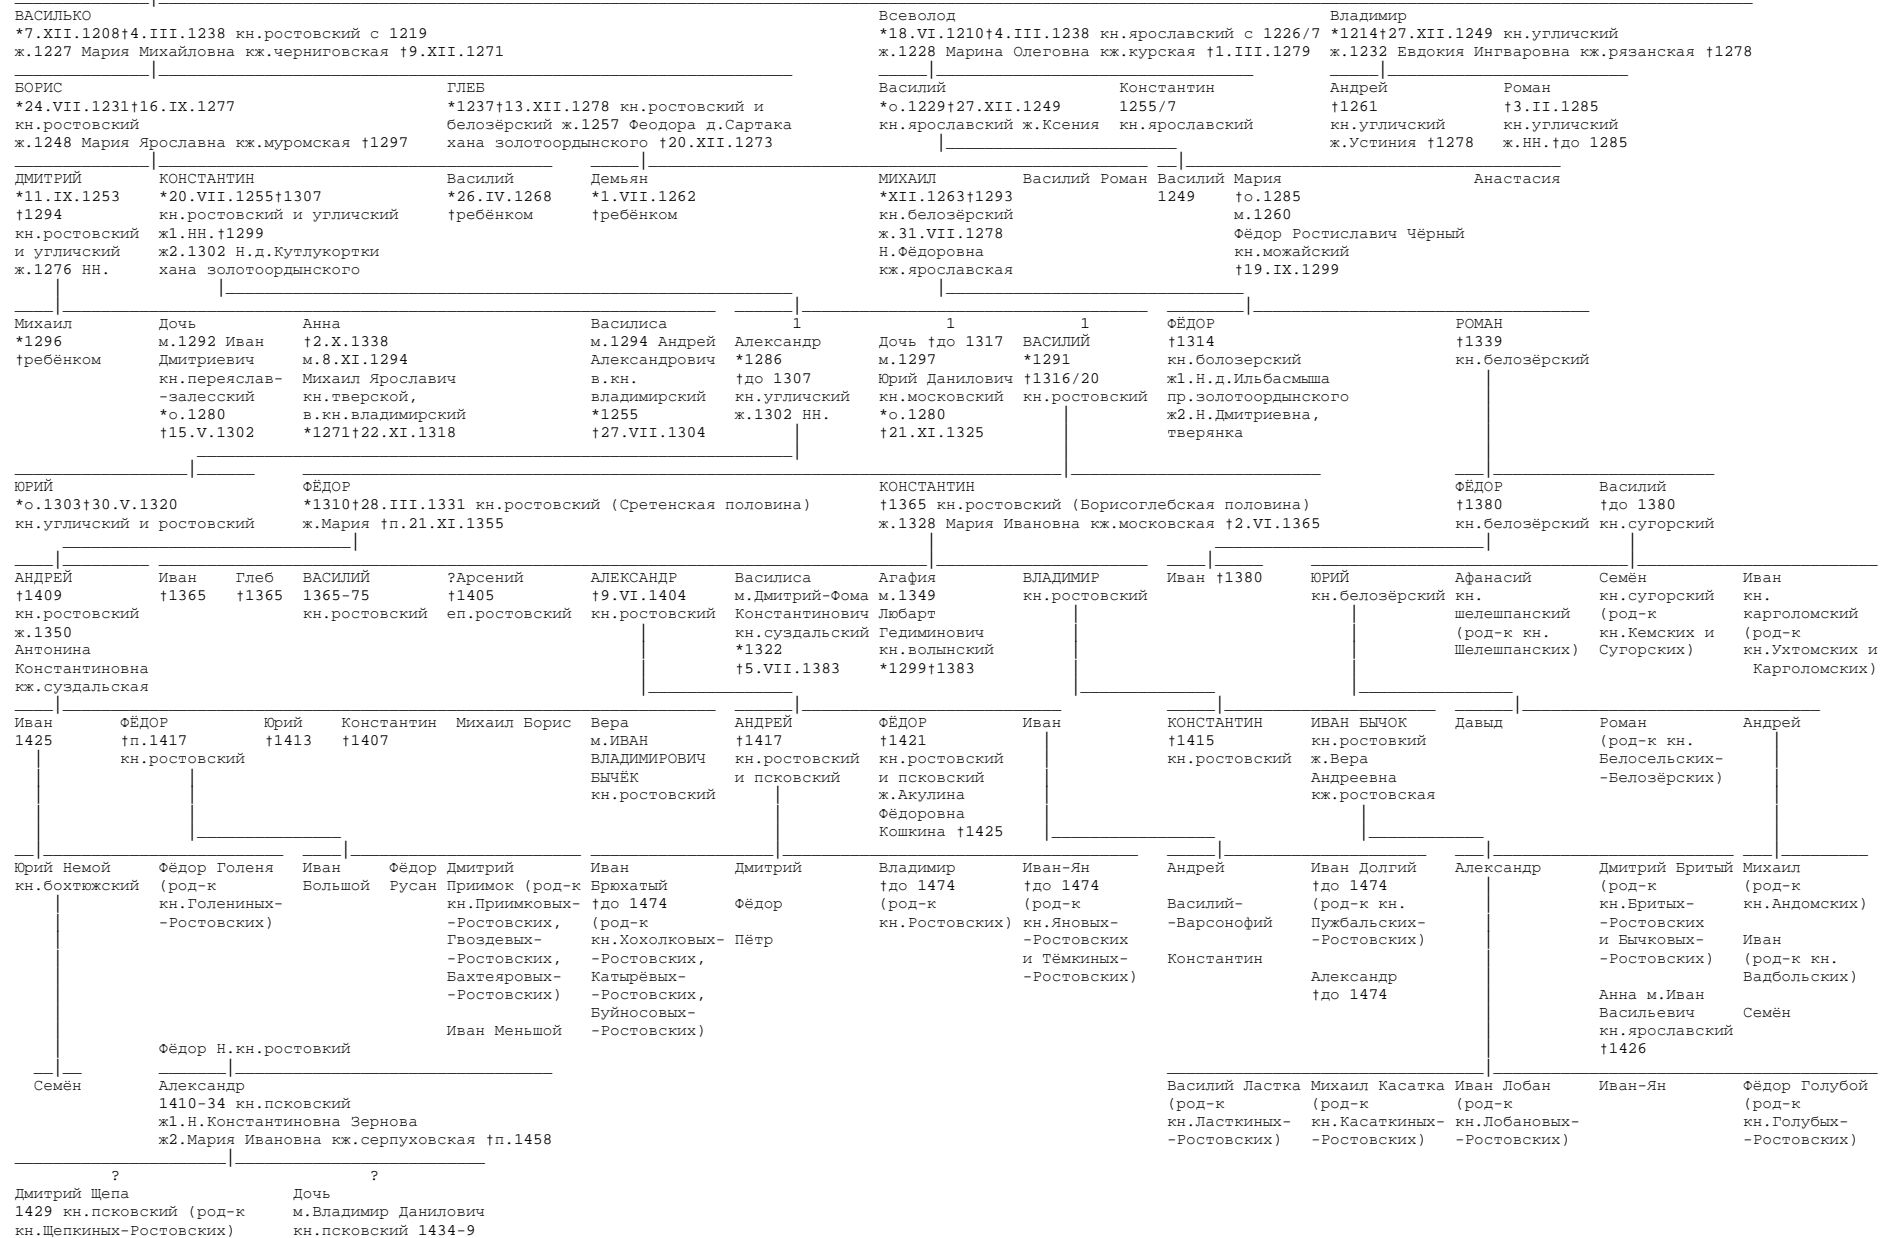 ВАСИЛЬКО Всеволод Владимир
*7.XII.1208†4.III.1238 кн.ростовский с 1219 *18.VI.1210†4.III.1238 кн.ярославский с 1226/7 *1214†27.XII.1249 кн.угличский
ж.1227 Мария Михайловна кж.черниговская †9.XII.1271 ж.1228 Марина Олеговна кж.курская †1.III.1279 ж.1232 Евдокия Ингваровна кж.рязанская †1278
БОРИС ГЛЕБ Василий Константин Андрей Роман
*24.VII.1231†16.IX.1277 *1237†13.XII.1278 кн.ростовский и *о.1229†27.XII.1249 1255/7 †1261 †3.II.1285
кн.ростовский белозёрский ж.1257 Феодора д.Сартака кн.ярославский ж.Ксения кн.ярославский кн.угличский кн.угличский
ж.1248 Мария Ярославна кж.муромская †1297 хана золотоордынского †20.XII.1273 ж.Устиния †1278 ж.НН.†до 1285
ДМИТРИЙ КОНСТАНТИН Василий Демьян МИХАИЛ Василий Роман Василий Мария Анастасия
*11.IX.1253 *20.VII.1255†1307 *26.IV.1268 *1.VII.1262 *XII.1263†1293 1249 †о.1285
†1294 кн.ростовский и угличский †ребёнком †ребёнком кн.белозёрский м.1260
кн.ростовский ж1.НН.†1299 ж.31.VII.1278 Фёдор Ростиславич Чёрный
и угличский ж2.1302 Н.д.Кутлукортки Н.Фёдоровна кн.можайский
ж.1276 НН. хана золотоордынского кж.ярославская †19.IX.1299
Михаил Дочь Анна Василиса 1 1 1 ФЁДОР РОМАН
*1296 м.1292 Иван †2.X.1338 м.1294 Андрей Александр Дочь †до 1317 ВАСИЛИЙ †1314 †1339
†ребёнком Дмитриевич м.8.XI.1294 Александрович *1286 м.1297 *1291 кн.болозерский кн.белозёрский
кн.переяслав- Михаил Ярославич в.кн. †до 1307 Юрий Данилович †1316/20 ж1.Н.д.Ильбасмыша
-залесский кн.тверской, владимирский кн.угличский кн.московский кн.ростовский пр.золотоордынского
*о.1280 в.кн.владимирский *1255 ж.1302 НН. *о.1280 ж2.Н.Дмитриевна,
†15.V.1302 *1271†22.XI.1318 †27.VII.1304 †21.XI.1325 тверянка
ЮРИЙ ФЁДОР КОНСТАНТИН ФЁДОР Василий
*о.1303†30.V.1320 *1310†28.III.1331 кн.ростовский (Сретенская половина) †1365 кн.ростовский (Борисоглебская половина) †1380 †до 1380
кн.угличский и ростовский ж.Мария †п.21.XI.1355 ж.1328 Мария Ивановна кж.московская †2.VI.1365 кн.белозёрский кн.сугорский
АНДРЕЙ Иван Глеб ВАСИЛИЙ ?Арсений АЛЕКСАНДР Василиса Агафия ВЛАДИМИР Иван †1380 ЮРИЙ Афанасий Семён Иван
†1409 †1365 †1365 1365-75 †1405 †9.VI.1404 м.Дмитрий-Фома м.1349 кн.ростовский кн.белозёрский кн. кн.сугорский кн.
кн.ростовский кн.ростовский еп.ростовский кн.ростовский Константинович Любарт шелешпанский (род-к карголомский
ж.1350 кн.суздальский Гедиминович (род-к кн. кн.Кемских и (род-к
Антонина *1322 кн.волынский Шелешпанских) Сугорских) кн.Ухтомских и
Константиновна †5.VII.1383 *1299†1383 Карголомских)
кж.суздальская
Иван ФЁДОР Юрий Константин Михаил Борис Вера АНДРЕЙ ФЁДОР Иван КОНСТАНТИН ИВАН БЫЧОК Давыд Роман Андрей
1425 †п.1417 †1413 †1407 м.ИВАН †1417 †1421 †1415 кн.ростовкий (род-к кн.
кн.ростовский ВЛАДИМИРОВИЧ кн.ростовский кн.ростовский кн.ростовский ж.Вера Белосельских-
БЫЧЁК и псковский и псковский Андреевна -Белозёрских)
кн.ростовский ж.Акулина кж.ростовская
Фёдоровна
Кошкина †1425
Юрий Немой Фёдор Голеня Иван Фёдор Дмитрий Иван Дмитрий Владимир Иван-Ян Андрей Иван Долгий Александр Дмитрий Бритый Михаил
кн.бохтюжский (род-к Большой Русан Приимок (род-к Брюхатый †до 1474 †до 1474 †до 1474 (род-к (род-к
кн.Голениных- кн.Приимковых- †до 1474 Фёдор (род-к (род-к Василий- (род-к кн. кн.Бритых- кн.Андомских)
-Ростовских) -Ростовских, (род-к кн.Ростовских) кн.Яновых- -Варсонофий Пужбальских- -Ростовских
Гвоздевых- кн.Хохолковых- Пётр -Ростовских -Ростовских) и Бычковых- Иван
-Ростовских, -Ростовских, и Тёмкиных- Константин -Ростовских) (род-к кн.
Бахтеяровых- Катырёвых- -Ростовских) Александр Вадбольских)
-Ростовских) -Ростовских, †до 1474 Анна м.Иван
Буйносовых- Васильевич Семён
Иван Меньшой -Ростовских) кн.ярославский
Фёдор Н.кн.ростовкий †1426
Семён Александр Василий Ластка Михаил Касатка Иван Лобан Иван-Ян Фёдор Голубой
1410-34 кн.псковский (род-к (род-к (род-к (род-к
ж1.Н.Константиновна Зернова кн.Ласткиных- кн.Касаткиных- кн.Лобановых- кн.Голубых-
ж2.Мария Ивановна кж.серпуховская †п.1458 -Ростовских) -Ростовских) -Ростовских) -Ростовских)
? ?
Дмитрий Щепа Дочь
1429 кн.псковский (род-к м.Владимир Данилович
кн.Щепкиных-Ростовских) кн.псковский 1434-9